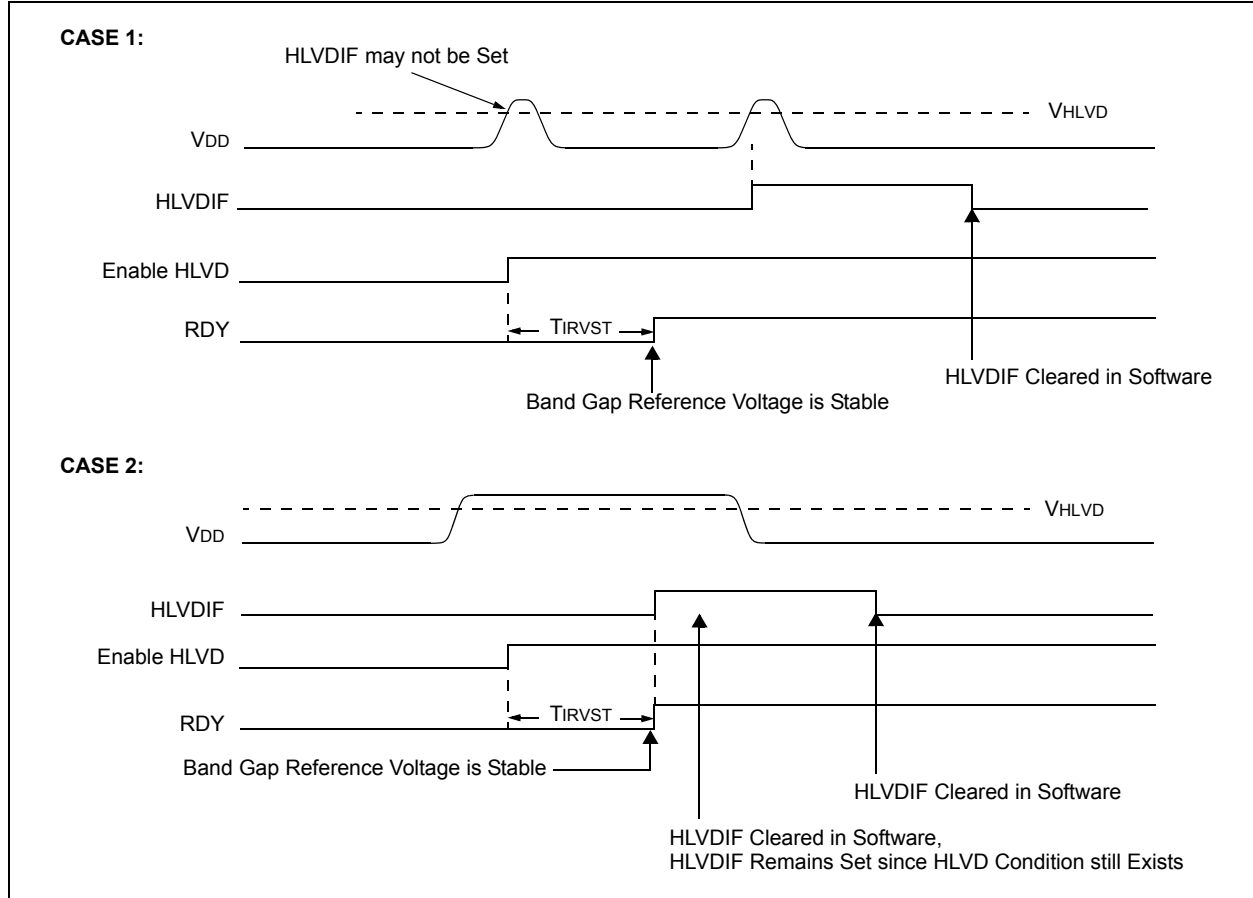 CASE 1:
HLVDIF may not be Set
VHLVD
VDD
HLVDIF
Enable HLVD
RDY
TIRVST
HLVDIF Cleared in Software
Band Gap Reference Voltage is Stable
CASE 2:
VHLVD
VDD
HLVDIF
Enable HLVD
RDY
TIRVST
Band Gap Reference Voltage is Stable
HLVDIF Cleared in Software
HLVDIF Cleared in Software,
HLVDIF Remains Set since HLVD Condition still Exists